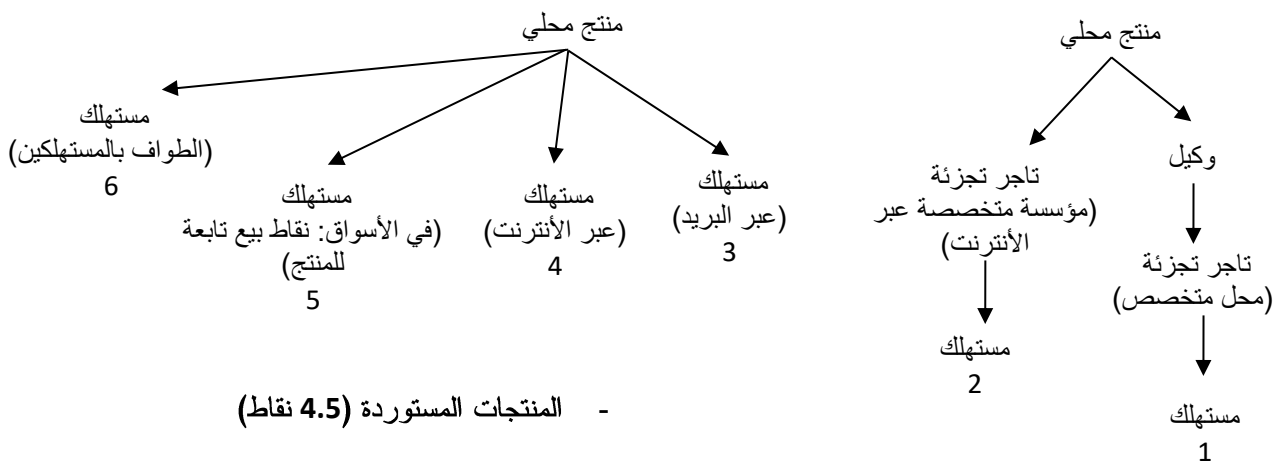 منتج محلي
وكيل
تاجر تجزئة
(محل متخصص)
مستهلك
1
تاجر تجزئة
(مؤسسة متخصصة عبر
الأنترنت)
مستهلك
2
منتج محلي
مستهلك
(عبر البريد)
3
مستهلك
(عبر الأنترنت)
4
مستهلك
(في الأسواق: نقاط بيع تابعة
للمنتج)
5
مستهلك
(الطواف بالمستهلكين)
6
- المنتجات المستوردة (4.5 نقاط)